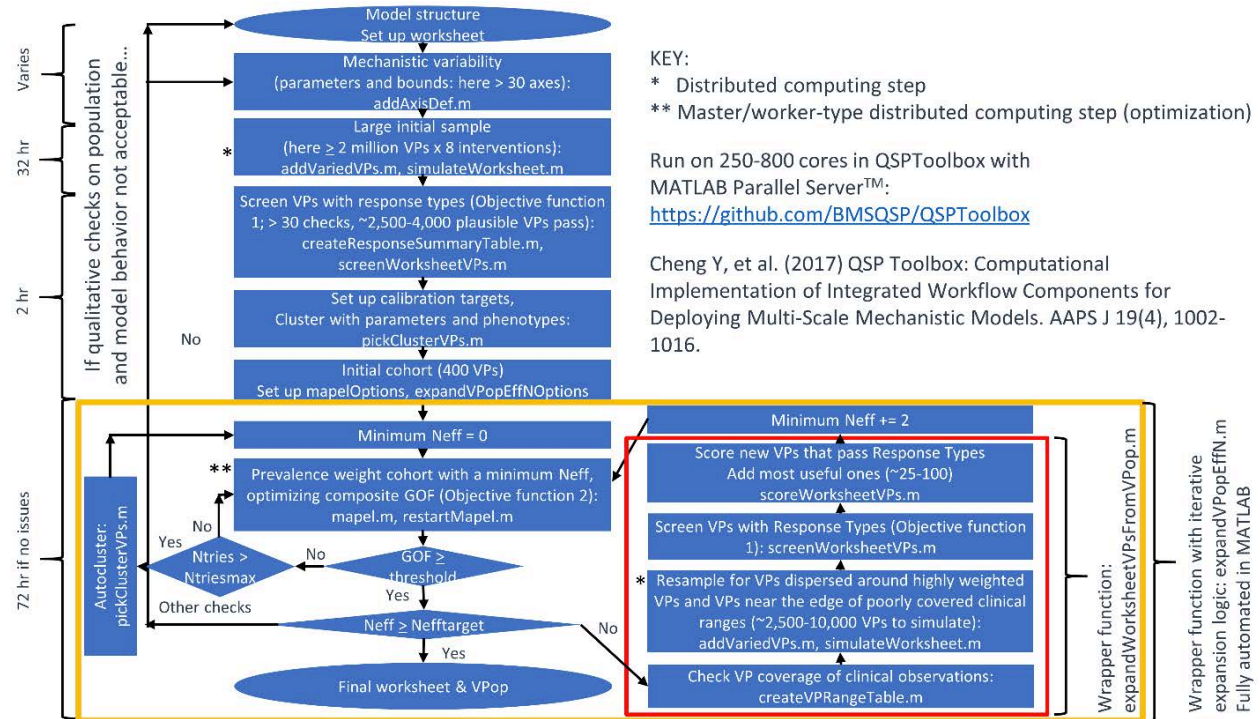 Model structure
Set up worksheet
Mechanistic variability
(parameters and bounds: here > 30 axes):
addAxisDef.m
Large initial sample
(here ≥ 2 million VPs x 8 interventions):
addVariedVPs.m, simulateWorksheet.m
*
Screen VPs with response types (Objective function
1; > 30 checks, ~2,500-4,000 plausible VPs pass):
createResponseSummaryTable.m,
screenWorksheetVPs.m
Set up calibration targets,
Cluster with parameters and phenotypes:
pickClusterVPs.m
Initial cohort (400 VPs)
Set up mapelOptions, expandVPopEffNOptions
Varies
32 hr
2 hr
72 hr if no issues
If qualitative checks on population
and model behavior not acceptable...
No
KEY:
* Distributed computing step
** Master/worker-type distributed computing step (optimization)
Run on 250-800 cores in QSPToolbox with
MATLAB Parallel Server™:
https://github.com/BMSQSP/QSPToolbox
Cheng Y, et al. (2017) QSP Toolbox: Computational
Implementation of Integrated Workflow Components for
Deploying Multi-Scale Mechanistic Models. AAPS J 19(4), 1002-
1016.
Minimum Neff = 0
**
Prevalence weight cohort with a minimum Neff,
optimizing composite GOF (Objective function 2):
mapel.m, restartMapel.m
No
Yes
Ntries >
Ntriesmax
No
GOF ≥
threshold
Other checks
Yes
Neff ≥ Nefftarget
No
Yes
Final worksheet & VPop
Autocluster:
pickClusterVPs.m
Minimum Neff += 2
Score new VPs that pass Response Types
Add most useful ones (~25-100)
scoreWorksheetVPs.m
Screen VPs with Response Types (Objective function
1): screenWorksheetVPs.m
*
Resample for VPs dispersed around highly weighted
VPs and VPs near the edge of poorly covered clinical
ranges (~2,500-10,000 VPs to simulate):
addVariedVPs.m, simulateWorksheet.m
Check VP coverage of clinical observations:
createVPRangeTable.m
Wrapper function:
expandWorksheetVPsFromVPop.m
Wrapper function with iterative
expansion logic: expandVPopEffN.m
Fully automated in MATLAB